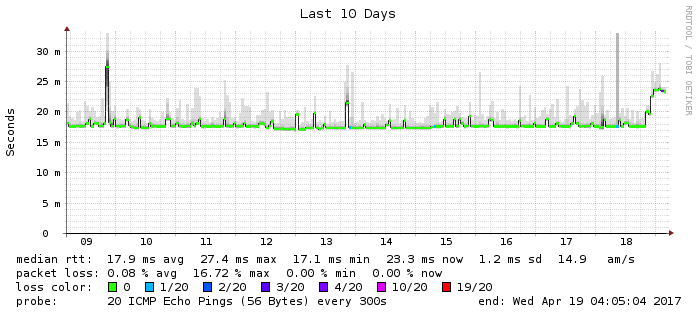 Last 10 Days
RRDTOOL / TOBI OETIKER
Seconds
30 m
25 m
20 m
15 m
10 m
5 m
0
09 10 11 12 13 14 15 16 17 18
median rtt: 17.9 ms avg 27.4 ms max 17.1 ms min 23.3 ms now 1.2 ms sd 14.9 am/s
packet loss: 0.08 % avg 16.72 % max 0.00 % min 0.00 % now
loss color: 0 1/20 2/20 3/20 4/20 10/20 19/20
probe: 20 ICMP Echo Pings (56 Bytes) every 300s end: Wed Apr 19 04:05:04 2017